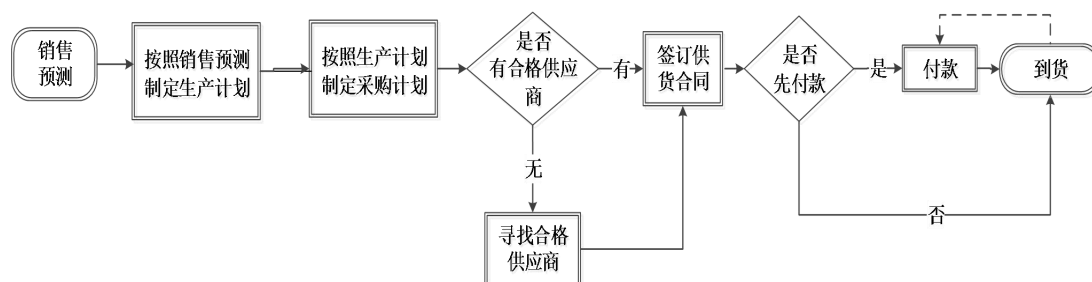 销售
预测
按照销售预测
制定生产计划
按照生产计划
制定采购计划
是否
有合格供应
商
有
签订供
货合同
是否
先付款
是
付款
到货
无
否
寻找合格
供应商